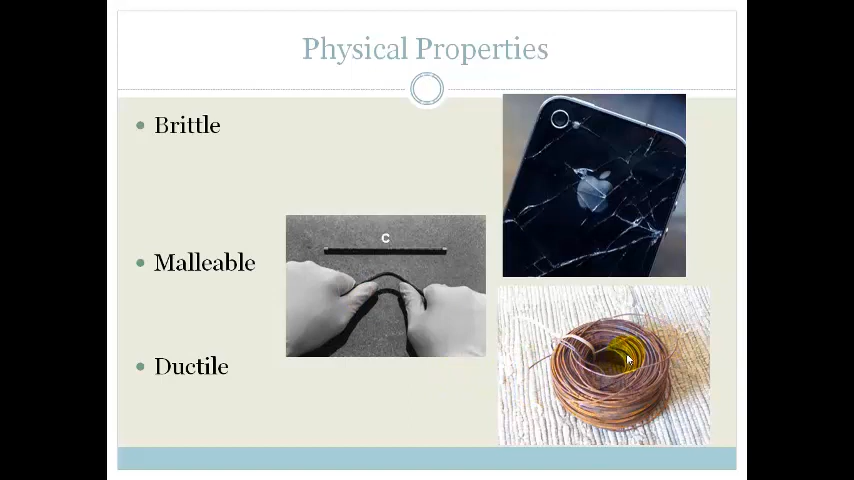 Physical Properties
Brittle
C
Malleable
Ductile